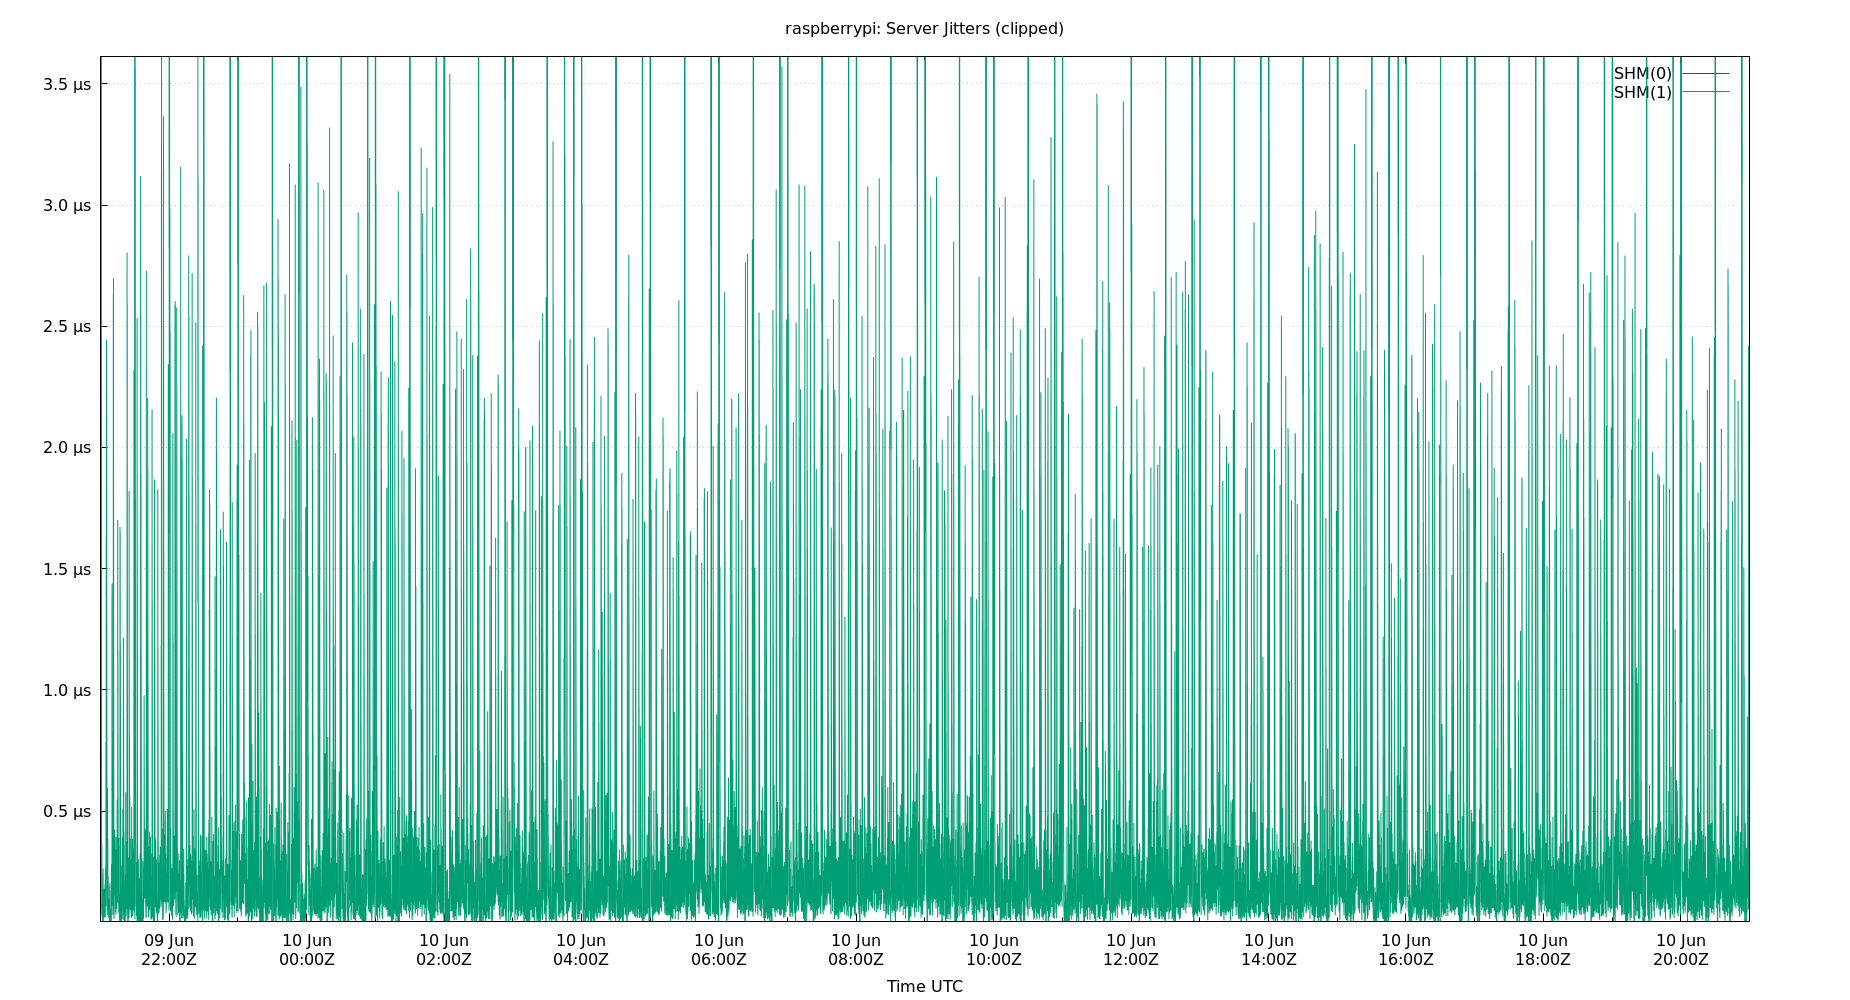 raspberrypi: Server Jitters (clipped)
SHM(0)
SHM(1)
3.5 µs
3.0 µs
2.5 µs
2.0 µs
1.5 µs
1.0 µs
0.5 µs
09 Jun 10 Jun 10 Jun 10 Jun 10 Jun 10 Jun 10 Jun 10 Jun 10 Jun 10 Jun 10 Jun 10 Jun
22:00Z 00:00Z 02:00Z 04:00Z 06:00Z 08:00Z 10:00Z 12:00Z 14:00Z 16:00Z 18:00Z 20:00Z
Time UTC